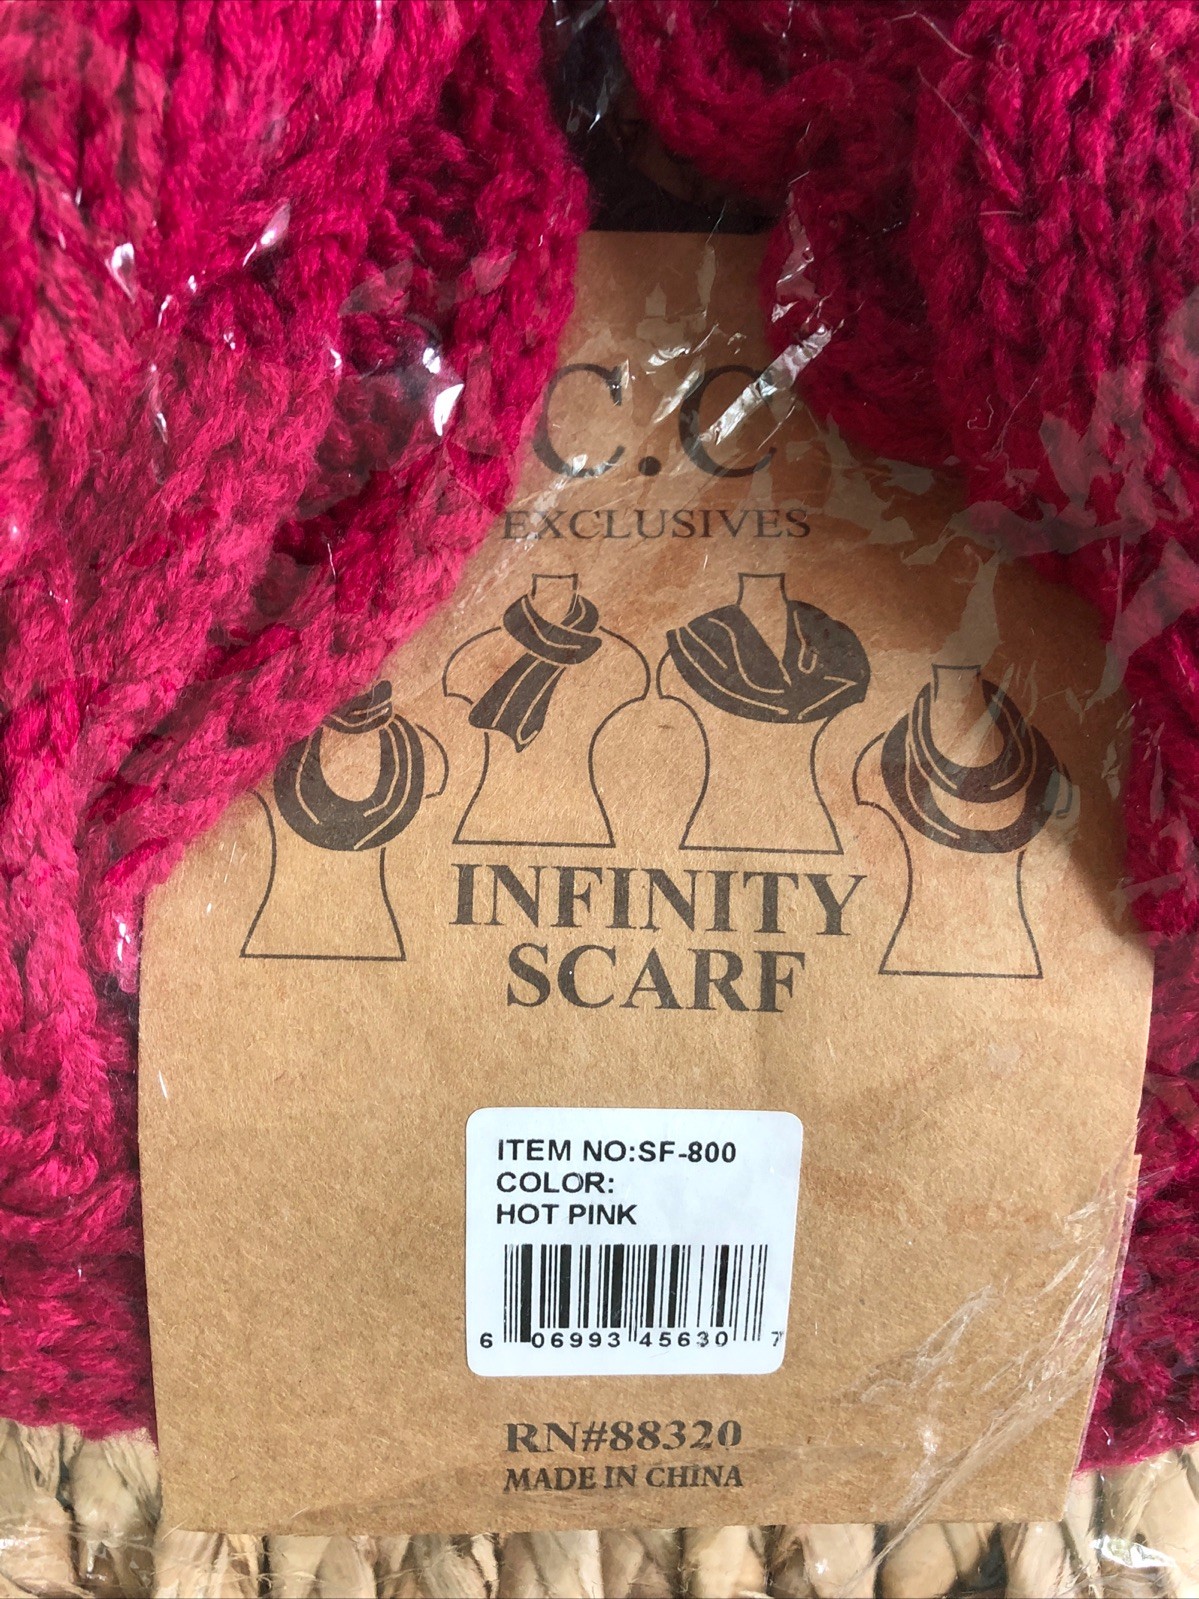 C.C
EXCLUSIVES
INFINITY
SCARF
ITEM NO:SF-800
COLOR:
HOT PINK
6 06993 45630 7
RN#88320
MADE IN CHINA